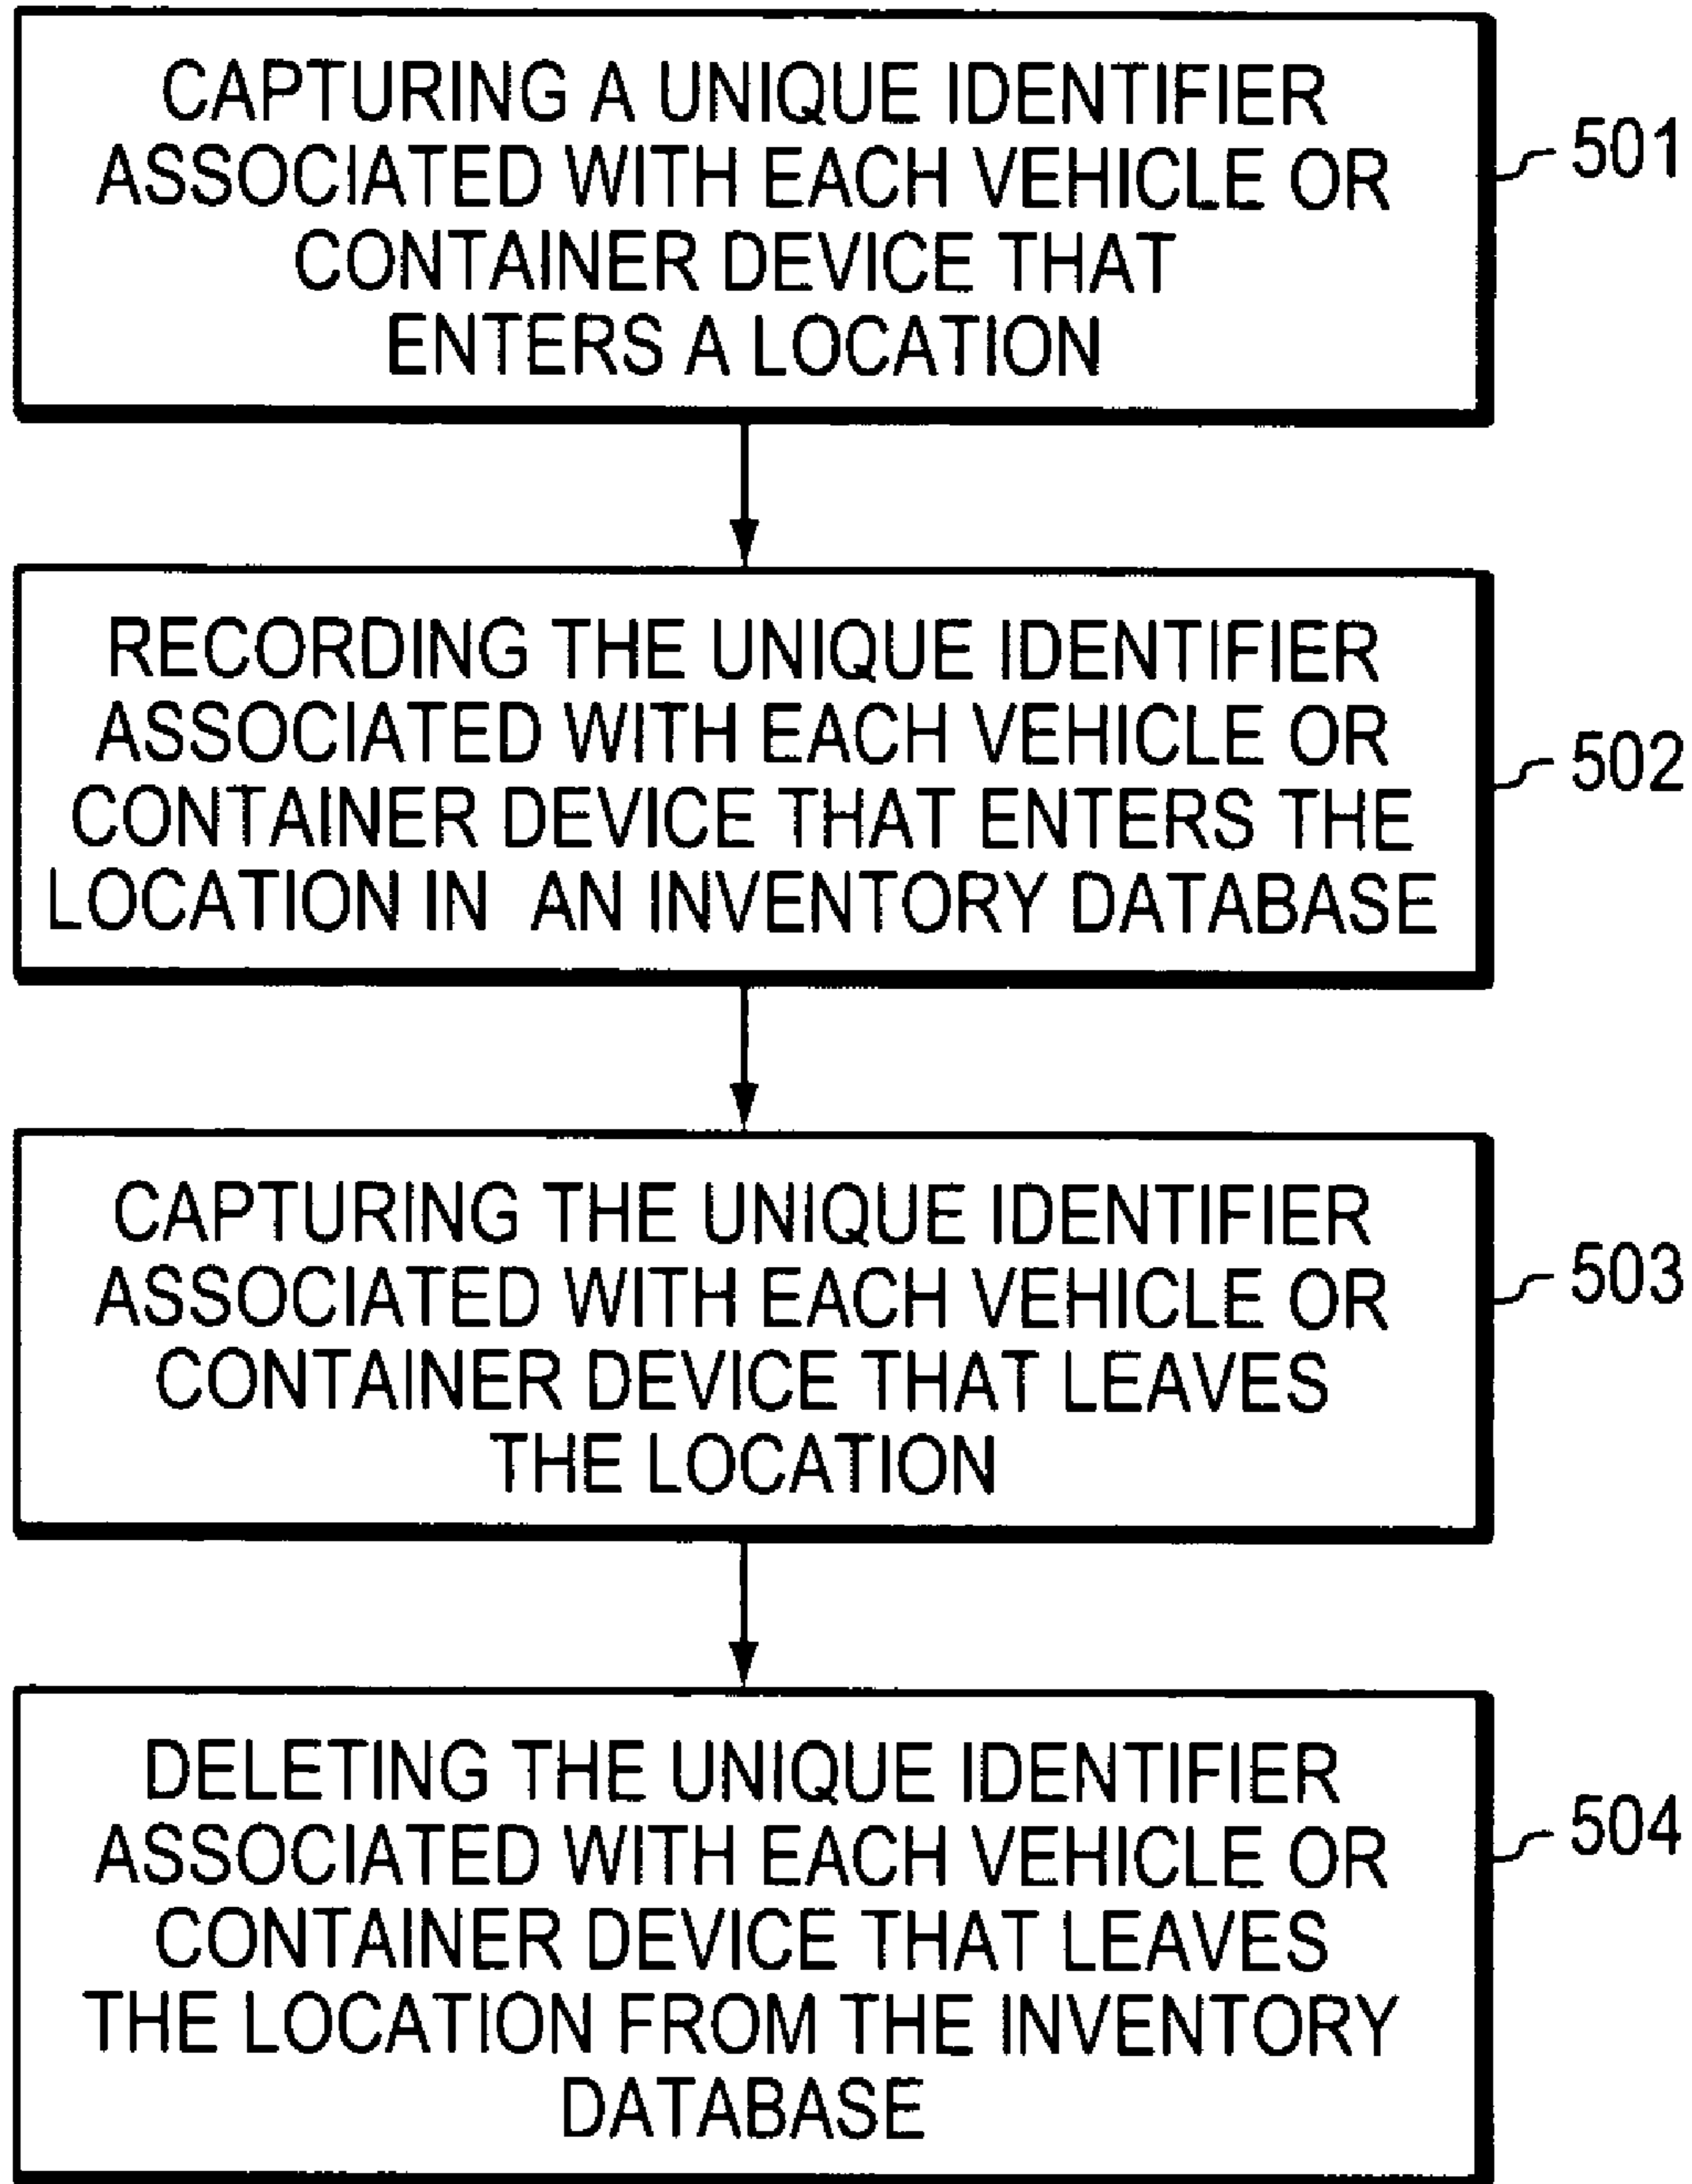 CAPTURING A UNIQUE IDENTIFIER
ASSOCIATED WITH EACH VEHICLE OR
CONTAINER DEVICE THAT
ENTERS A LOCATION
501
RECORDING THE UNIQUE IDENTIFIER
ASSOCIATED WITH EACH VEHICLE OR
CONTAINER DEVICE THAT ENTERS THE
LOCATION IN AN INVENTORY DATABASE
502
CAPTURING THE UNIQUE IDENTIFIER
ASSOCIATED WITH EACH VEHICLE OR
CONTAINER DEVICE THAT LEAVES
THE LOCATION
503
DELETING THE UNIQUE IDENTIFIER
ASSOCIATED WITH EACH VEHICLE OR
CONTAINER DEVICE THAT LEAVES
THE LOCATION FROM THE INVENTORY
DATABASE
504